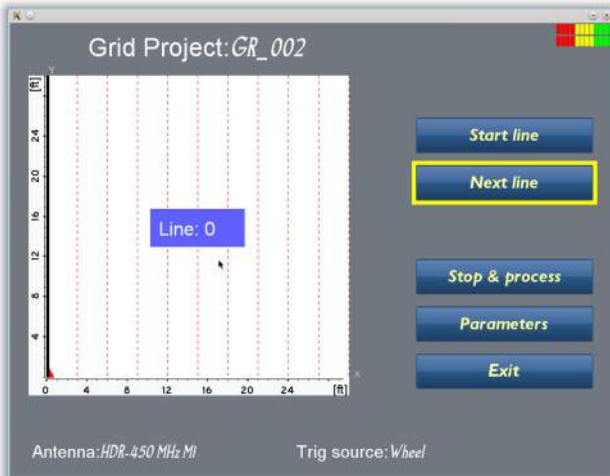 Grid Project: GR_002
Y
[ft]
24
20
16
12
8
4
0 4 8 12 16 20 24 [ft]
X
Line: 0
Start line
Next line
Stop & process
Parameters
Exit
Antenna: HDR-450 MHz M1
Trig source: Wheel